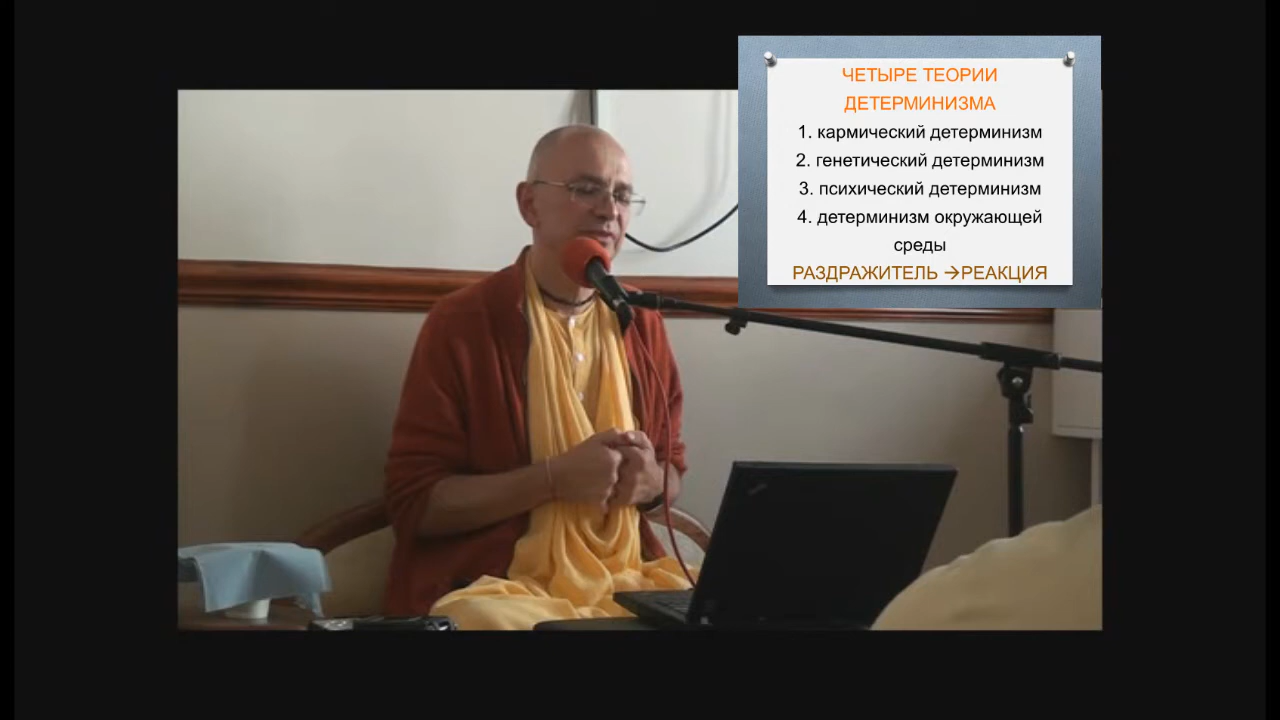 ЧЕТЫРЕ ТЕОРИИ
ДЕТЕРМИНИЗМА
1. кармический детерминизм
2. генетический детерминизм
3. психический детерминизм
4. детерминизм окружающей
среды
РАЗДРАЖИТЕЛЬ →РЕАКЦИЯ